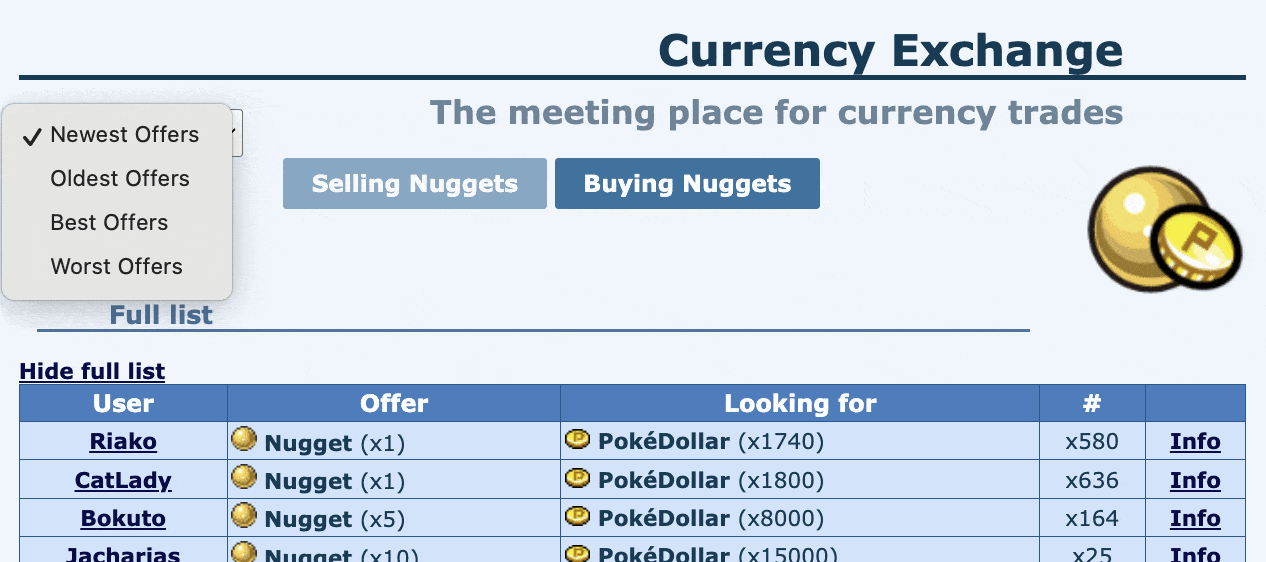 Currency Exchange
The meeting place for currency trades
✓ Newest Offers
Oldest Offers
Best Offers
Worst Offers
Selling Nuggets Buying Nuggets
P
Full list
Hide full list
User Offer Looking for #
Riako Nugget (x1) PokéDollar (x1740) x580 Info
CatLady Nugget (x1) PokéDollar (x1800) x636 Info
Bokuto Nugget (x5) PokéDollar (x8000) x164 Info
Jacharias Nugget (x10) PokéDollar (x15000) x25 Info